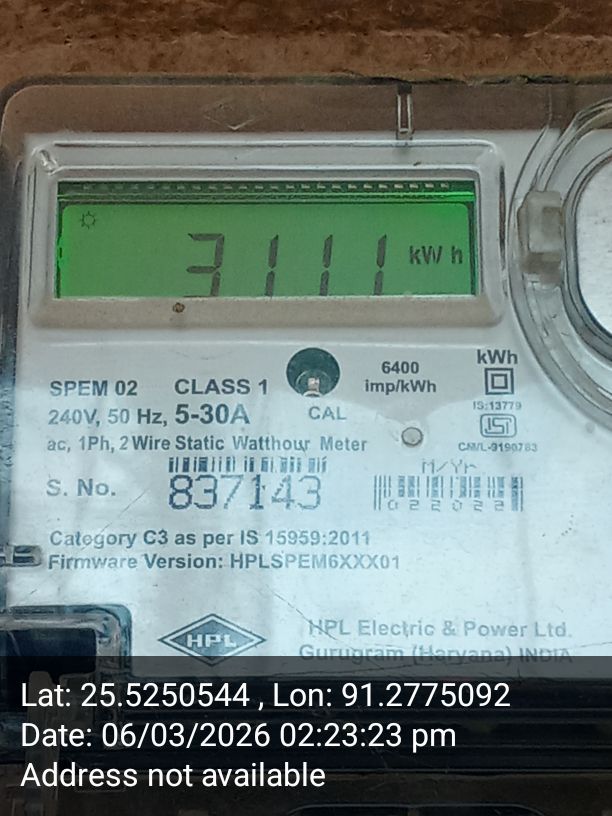 3111 kWh
6400
imp/kWh
kWh
SPEM 02 CLASS 1
240V, 50 Hz, 5-30A
CAL
IS:13779
ISI
CM/L-9190783
ac, 1Ph, 2 Wire Static Watthour Meter
M/YR
S. No. 837143
022022
Category C3 as per IS 15959:2011
Firmware Version: HPLSPEM6XXX01
HPL
HPL Electric & Power Ltd.
Gurugram (Haryana) INDIA
Lat: 25.5250544 , Lon: 91.2775092
Date: 06/03/2026 02:23:23 pm
Address not available